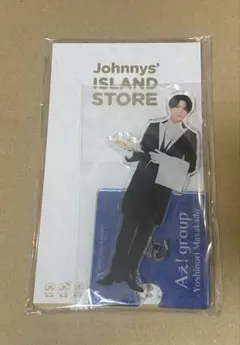 Johnnys'
ISLAND
STORE
Aぇ! group
Yoshinori Masakado